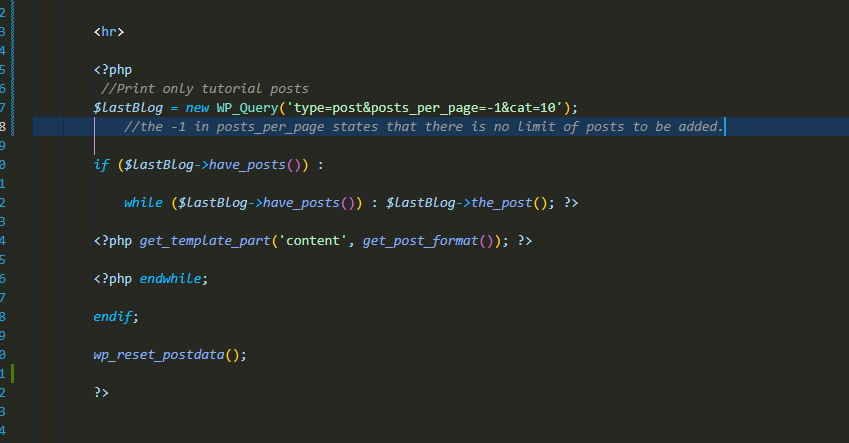 2
3 <hr>
4
5 <?php
6 //Print only tutorial posts
7 $lastBlog = new WP_Query('type=post&posts_per_page=-1&cat=10');
8 //the -1 in posts_per_page states that there is no limit of posts to be added.
9
0 if ($lastBlog->have_posts()) :
1
2 while ($lastBlog->have_posts()) : $lastBlog->the_post(); ?>
3
4 <?php get_template_part('content', get_post_format()); ?>
5
6 <?php endwhile;
7
8 endif;
9
0 wp_reset_postdata();
1
2 ?>
3
4